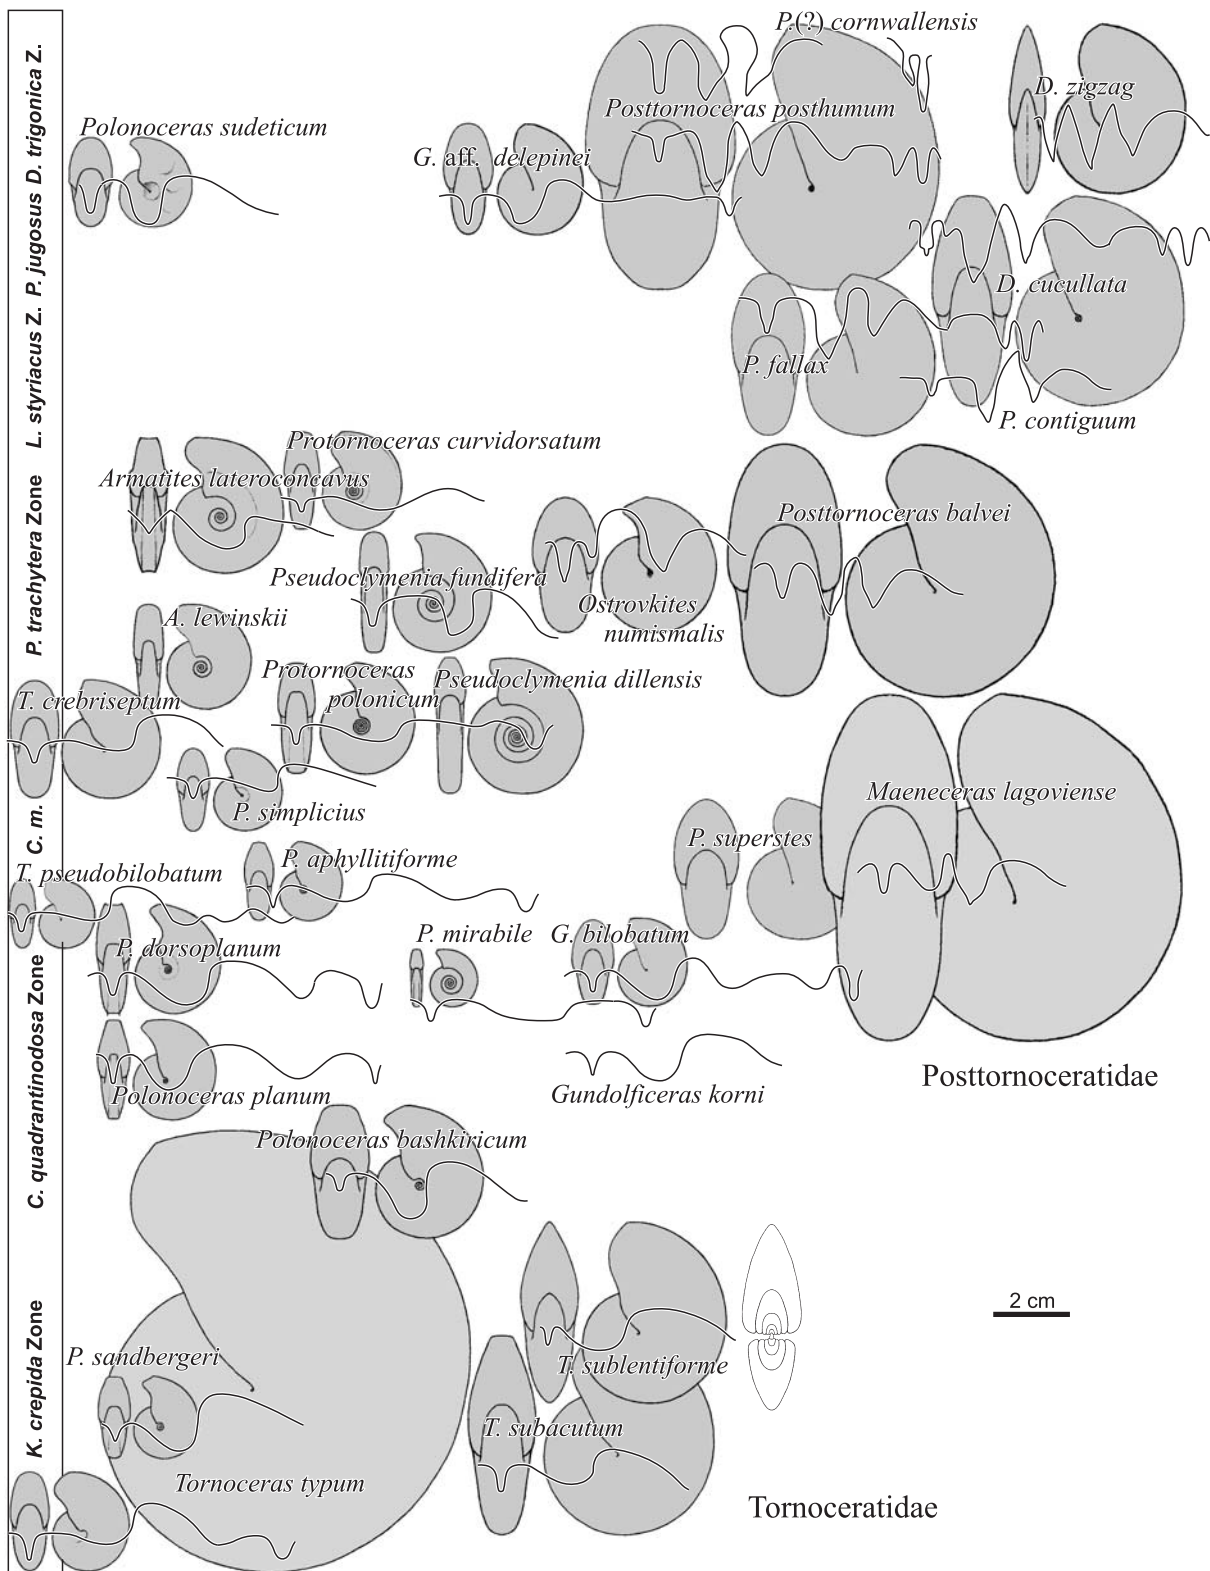 P.(?) cornwallensis
D. zigzag
Posttornoceras posthumum
Polonoceras sudeticum
G. aff. delepinei
D. cucullata
P. fallax
P. contiguum
Protornoceras curvidorsatum
Armatites lateroconcavus
Posttornoceras balvei
Pseudoclymenia fundifera
Ostrovkites
numismalis
A. lewinskii
Protornoceras
polonicum
Pseudoclymenia dillensis
T. crebriseptum
Maeneceras lagoviense
P. simplicius
P. superstes
P. aphyllitiforme
T. pseudobilobatum
P. mirabile
G. bilobatum
P. dorsoplanum
Posttornoceratidae
Polonoceras planum
Gundolficeras korni
Polonoceras bashkiricum
2 cm
P. sandbergeri
T. sublentiforme
T. subacutum
Tornoceras typum
Tornoceratidae
K. crepida Zone
C. quadrantinodosa Zone
C. m.
P. trachytera Zone
L. styriacus Z.
P. jugosus
D. trigonica Z.